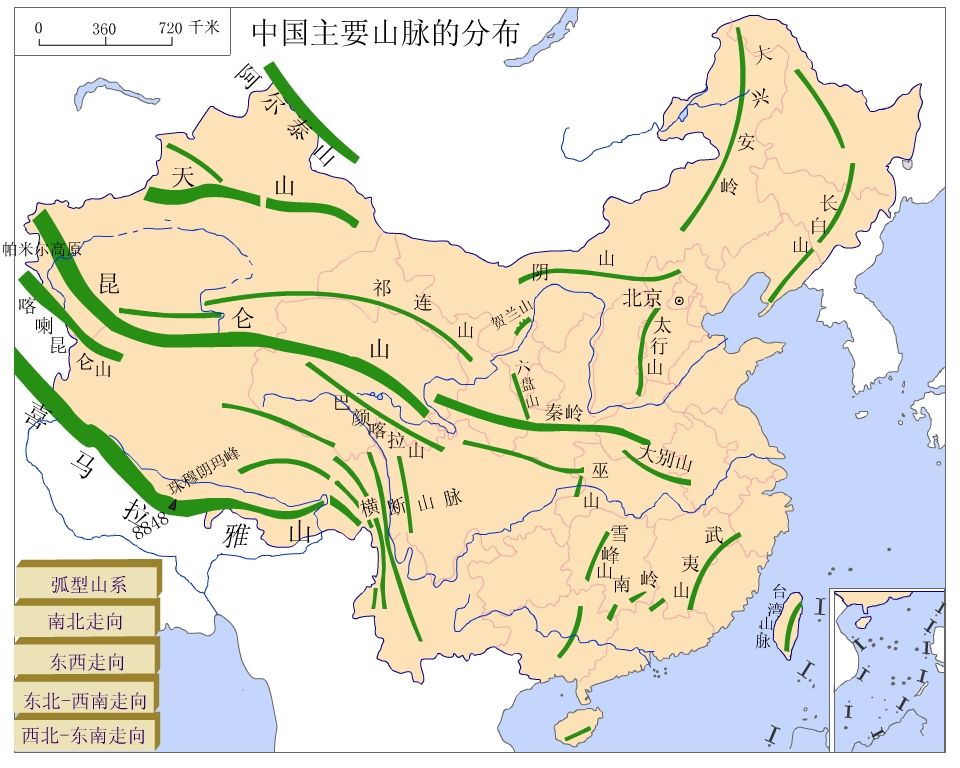 0 360 720 千米
中国主要山脉的分布
阿尔泰山
大兴安岭
天山
长白山
帕米尔高原
昆仑山
阴山
祁连山
北京
贺兰山
喀喇昆仑山
太行山
六盘山
秦岭
巴颜喀拉山
大别山
喜马拉雅山
珠穆朗玛峰
8848
横断山脉
巫山
雪峰山
武夷山
南岭
台湾山脉
弧型山系
南北走向
东西走向
东北-西南走向
西北-东南走向